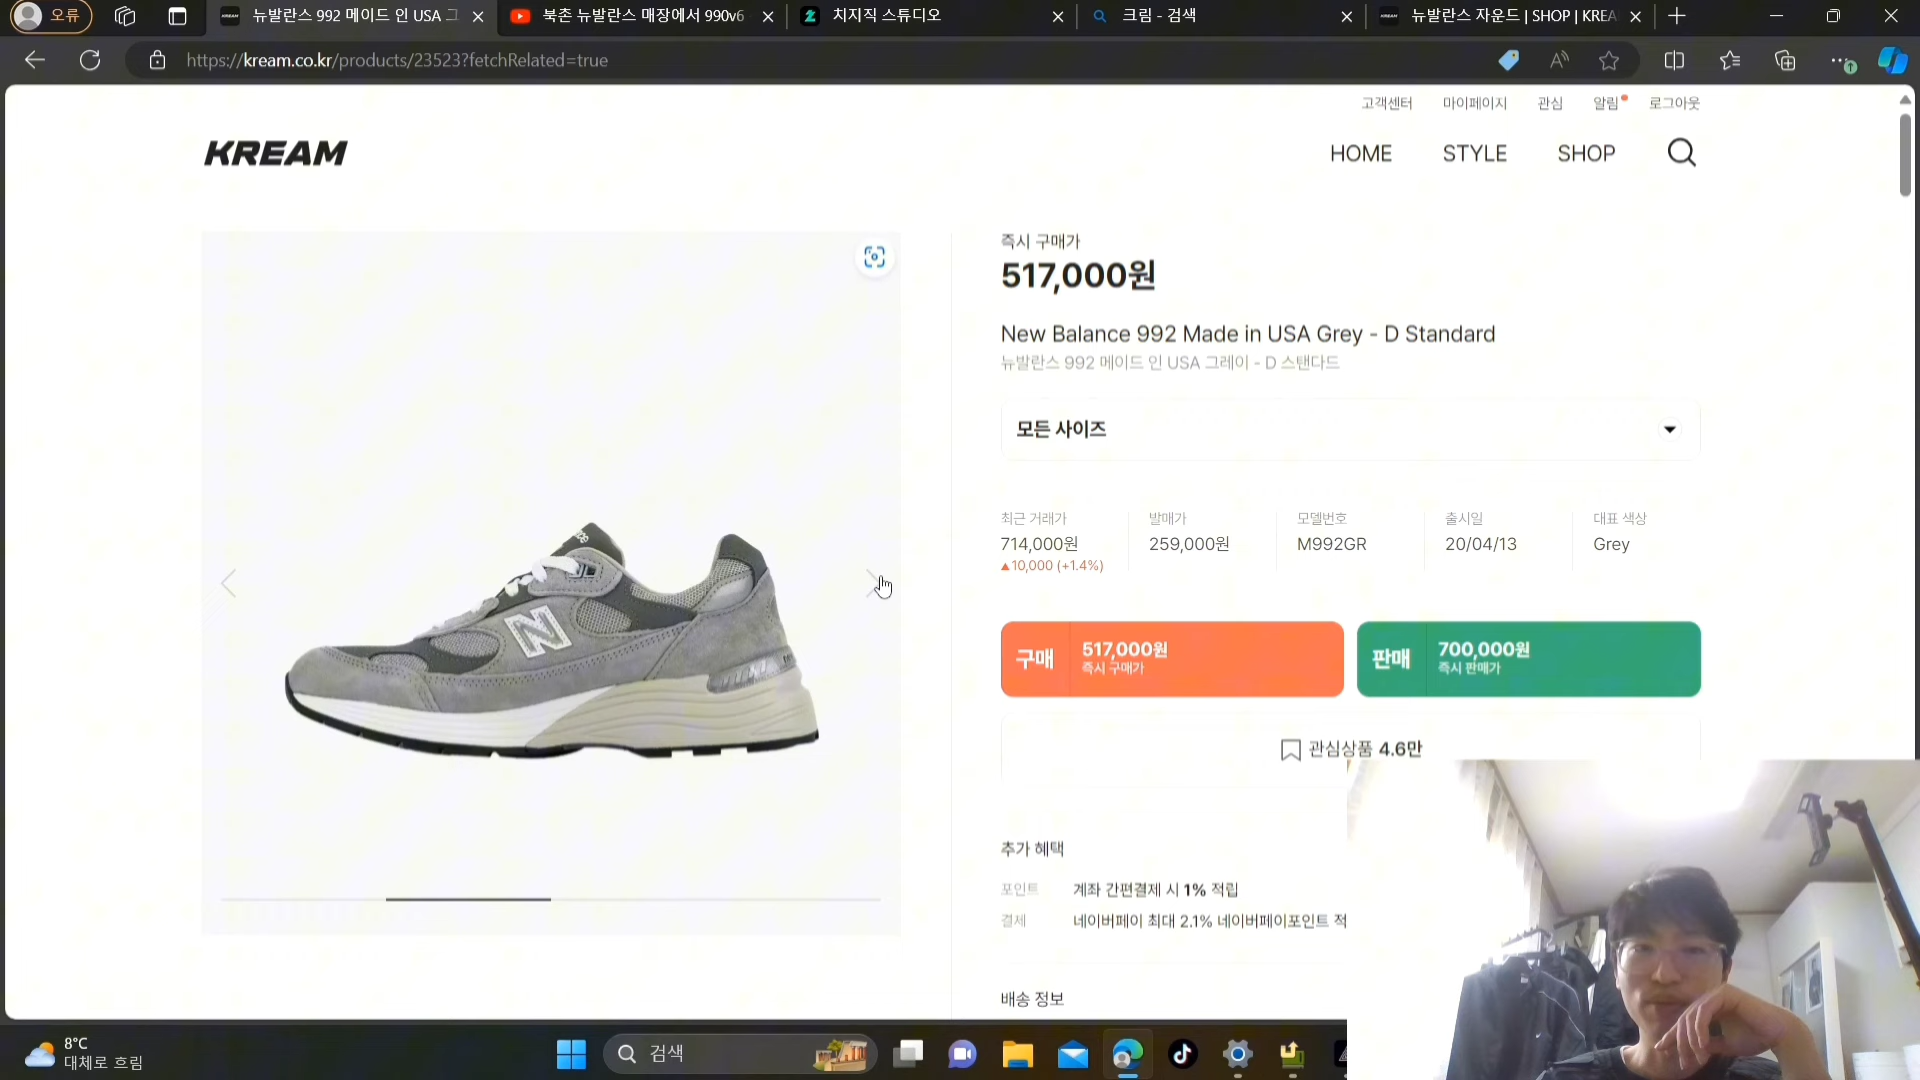 오류
뉴발란스 992 메이드 인 USA 그
북촌 뉴발란스 매장에서 990v6
치지직 스튜디오
크림 - 검색
뉴발란스 자운드 | SHOP | KREA
https://kream.co.kr/products/23523?fetchRelated=true
고객센터 마이페이지 관심 알림 로그아웃
KREAM
HOME STYLE SHOP
즉시 구매가
517,000원
New Balance 992 Made in USA Grey - D Standard
뉴발란스 992 메이드 인 USA 그레이 - D 스탠다드
모든 사이즈
최근 거래가 발매가 모델번호 출시일 대표 색상
714,000원 259,000원 M992GR 20/04/13 Grey
▲10,000 (+1.4%)
구매 517,000원 즉시 구매가
판매 700,000원 즉시 판매가
관심상품 4.6만
추가 혜택
포인트 계좌 간편결제 시 1% 적립
결제 네이버페이 최대 2.1% 네이버페이포인트 적
배송 정보
8°C
대체로 흐림
검색